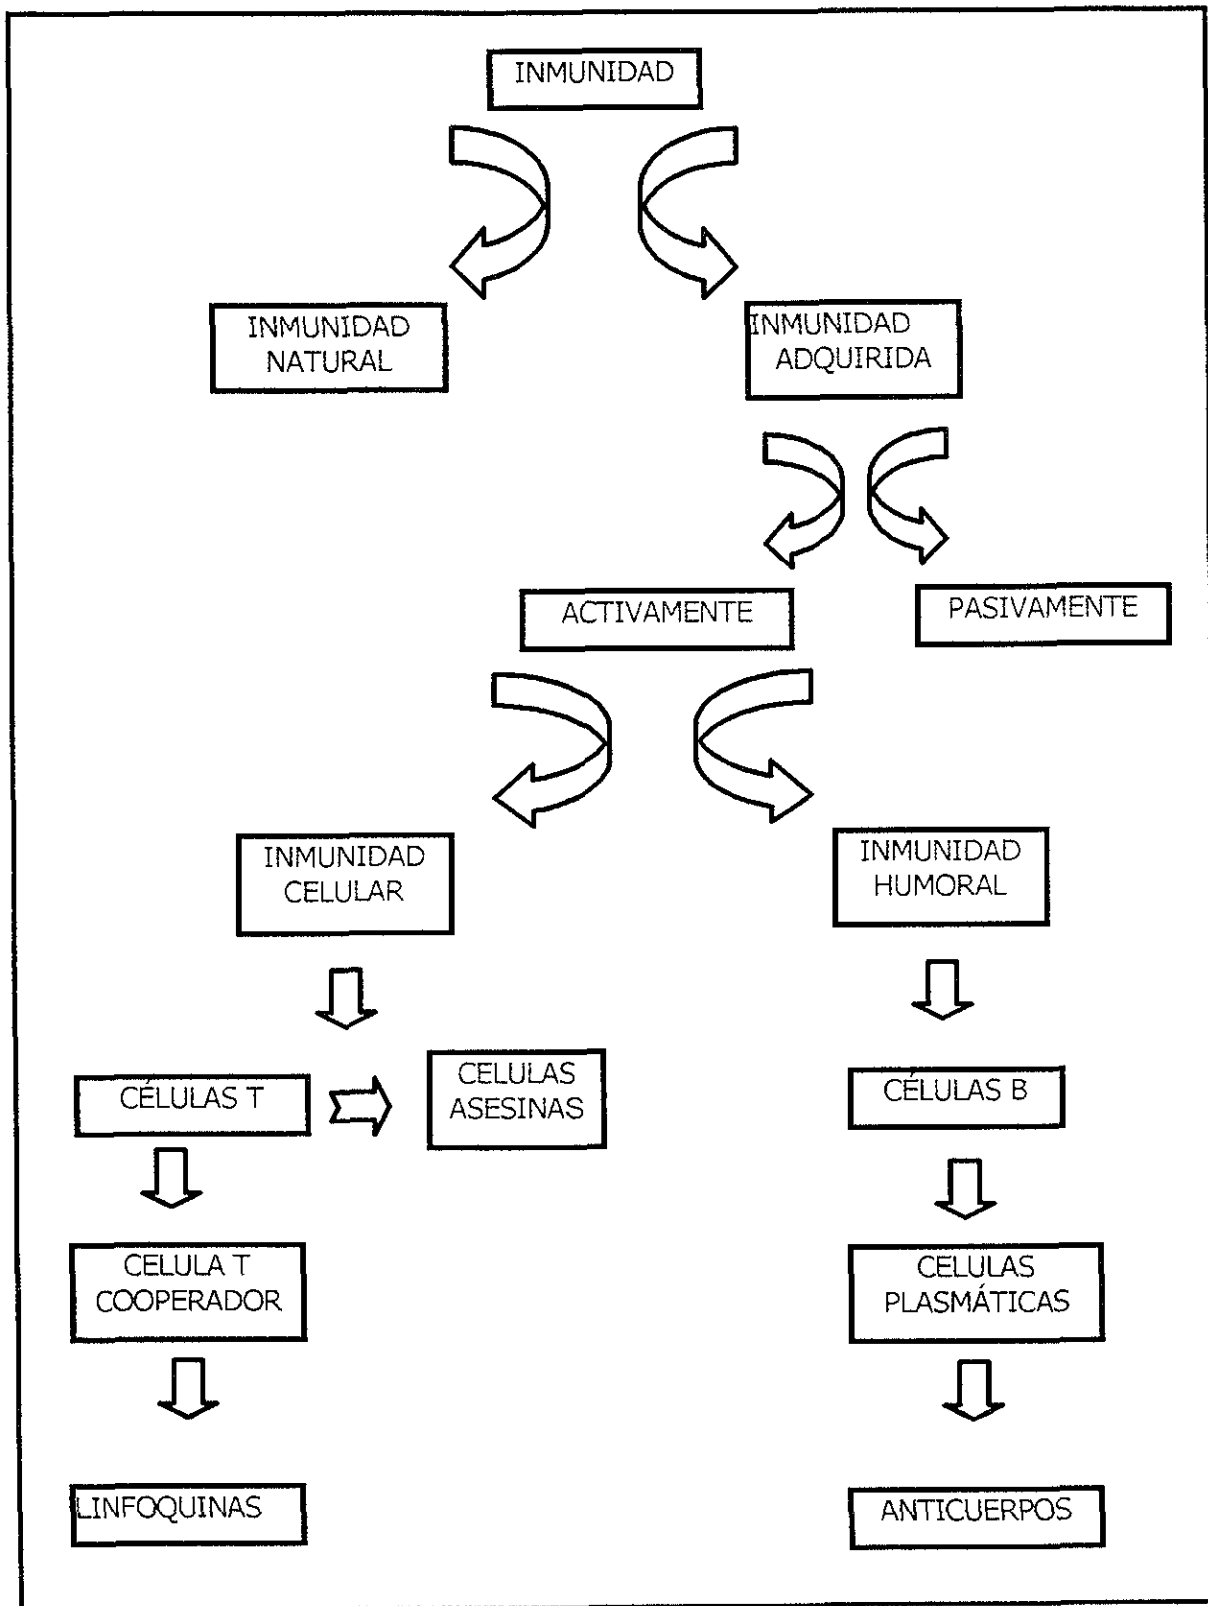 INMUNIDAD
INMUNIDAD
NATURAL
INMUNIDAD
ADQUIRIDA
ACTIVAMENTE
PASIVAMENTE
INMUNIDAD
CELULAR
INMUNIDAD
HUMORAL
CÉLULAS T
CELULAS
ASESINAS
CÉLULAS B
CELULA T
COOPERADOR
CELULAS
PLASMÁTICAS
LINFOQUINAS
ANTICUERPOS